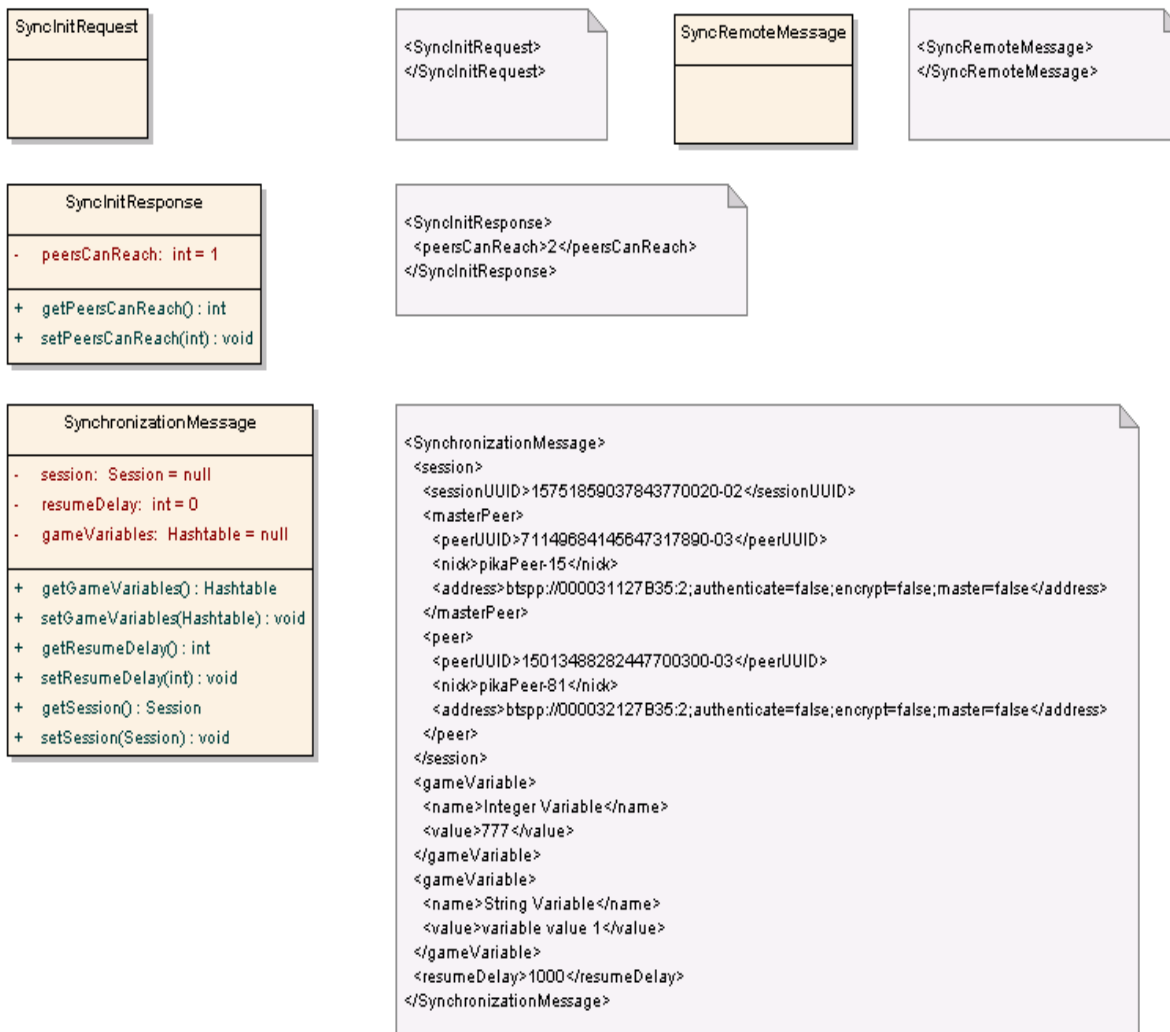 SyncInitRequest
<SyncInitRequest>
</SyncInitRequest>
SyncRemoteMessage
<SyncRemoteMessage>
</SyncRemoteMessage>
SyncInitResponse
- peersCanReach: int = 1
+ getPeersCanReach() : int
+ setPeersCanReach(int) : void
<SyncInitResponse>
<peersCanReach>2</peersCanReach>
</SyncInitResponse>
SynchronizationMessage
- session: Session = null
- resumeDelay: int = 0
- gameVariables: Hashtable = null
+ getGameVariables() : Hashtable
+ setGameVariables(Hashtable) : void
+ getResumeDelay() : int
+ setResumeDelay(int) : void
+ getSession() : Session
+ setSession(Session) : void
<SynchronizationMessage>
<session>
<sessionUUID>15751859037843770020-02</sessionUUID>
<masterPeer>
<peerUUID>71149684145647317890-03</peerUUID>
<nick>pikaPeer-15</nick>
<address>btspp://000031127B35:2;authenticate=false;encrypt=false;master=false</address>
</masterPeer>
<peer>
<peerUUID>15013488282447700300-03</peerUUID>
<nick>pikaPeer-81</nick>
<address>btspp://000032127B35:2;authenticate=false;encrypt=false;master=false</address>
</peer>
</session>
<gameVariable>
<name>Integer Variable</name>
<value>777</value>
</gameVariable>
<gameVariable>
<name>String Variable</name>
<value>variable value 1</value>
</gameVariable>
<resumeDelay>1000</resumeDelay>
</SynchronizationMessage>